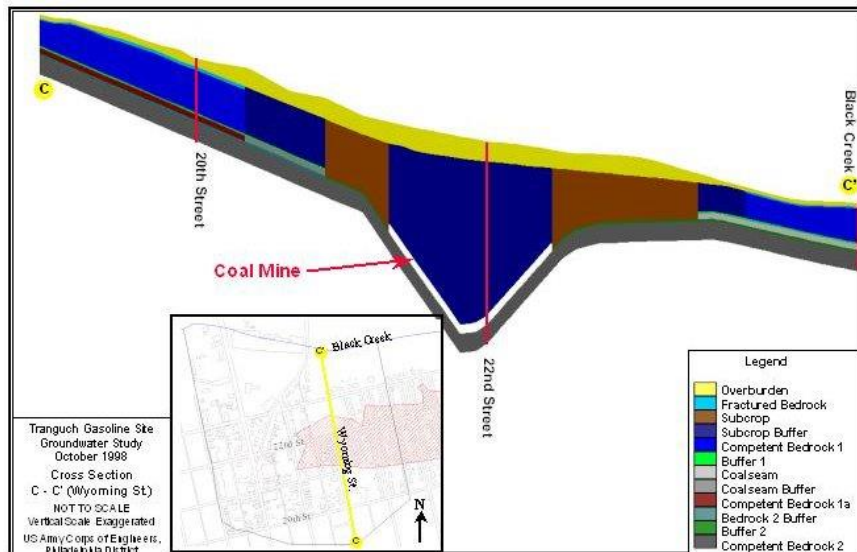 C
20th Street
Coal Mine
22nd Street
Black Creek
C'
C'
Black Creek
22nd St.
Wyoming St.
20th St.
C
N
Tranguch Gasoline Site
Groundwater Study
October 1998
Cross Section
C - C' (Wyoming St.)
NOT TO SCALE
Vertical Scale Exaggerated
US Army Corps of Engineers,
Philadelphia District
Legend
Overburden
Fractured Bedrock
Subcrop
Subcrop Buffer
Competent Bedrock 1
Buffer 1
Coalseam
Coalseam Buffer
Competent Bedrock 1a
Bedrock 2 Buffer
Buffer 2
Competent Bedrock 2